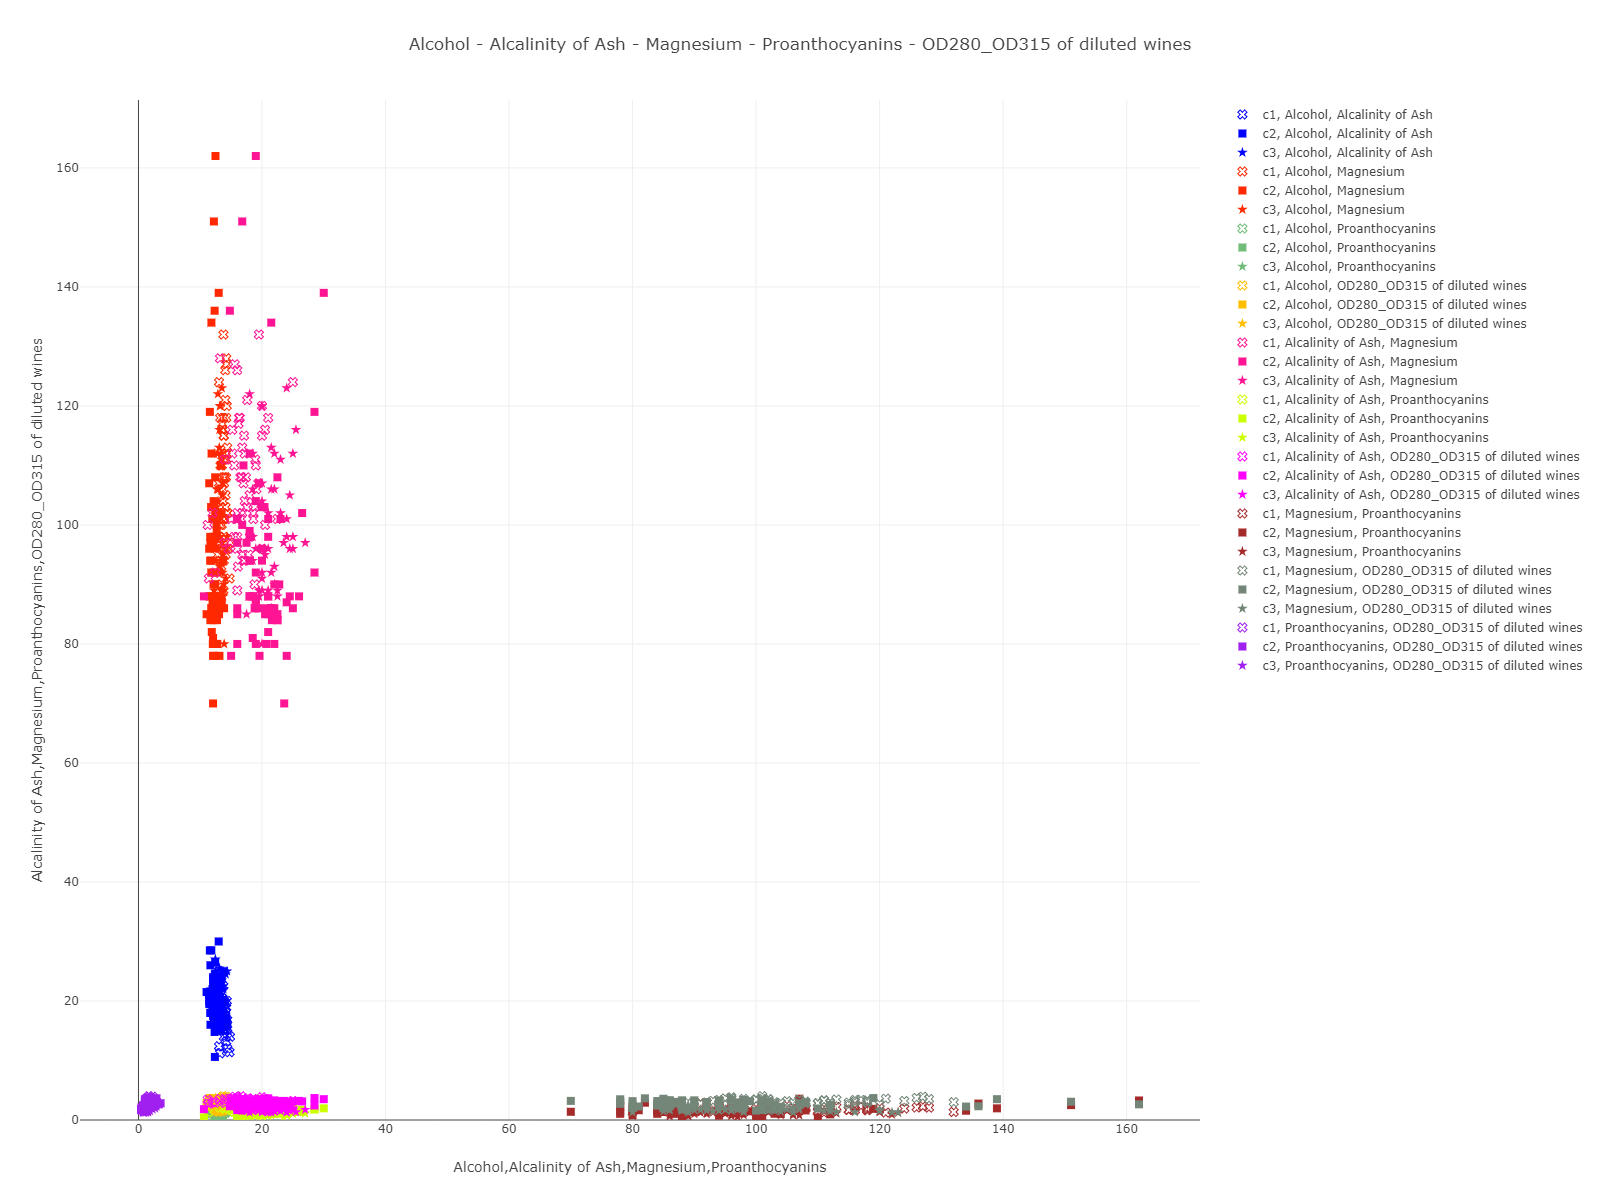 Alcohol - Alcalinity of Ash - Magnesium - Proanthocyanins - OD280_OD315 of diluted wines
Alcalinity of Ash,Magnesium,Proanthocyanins,OD280_OD315 of diluted wines
160
140
120
100
80
60
40
20
0
0 20 40 60 80 100 120 140 160
Alcohol,Alcalinity of Ash,Magnesium,Proanthocyanins
c1, Alcohol, Alcalinity of Ash
c2, Alcohol, Alcalinity of Ash
c3, Alcohol, Alcalinity of Ash
c1, Alcohol, Magnesium
c2, Alcohol, Magnesium
c3, Alcohol, Magnesium
c1, Alcohol, Proanthocyanins
c2, Alcohol, Proanthocyanins
c3, Alcohol, Proanthocyanins
c1, Alcohol, OD280_OD315 of diluted wines
c2, Alcohol, OD280_OD315 of diluted wines
c3, Alcohol, OD280_OD315 of diluted wines
c1, Alcalinity of Ash, Magnesium
c2, Alcalinity of Ash, Magnesium
c3, Alcalinity of Ash, Magnesium
c1, Alcalinity of Ash, Proanthocyanins
c2, Alcalinity of Ash, Proanthocyanins
c3, Alcalinity of Ash, Proanthocyanins
c1, Alcalinity of Ash, OD280_OD315 of diluted wines
c2, Alcalinity of Ash, OD280_OD315 of diluted wines
c3, Alcalinity of Ash, OD280_OD315 of diluted wines
c1, Magnesium, Proanthocyanins
c2, Magnesium, Proanthocyanins
c3, Magnesium, Proanthocyanins
c1, Magnesium, OD280_OD315 of diluted wines
c2, Magnesium, OD280_OD315 of diluted wines
c3, Magnesium, OD280_OD315 of diluted wines
c1, Proanthocyanins, OD280_OD315 of diluted wines
c2, Proanthocyanins, OD280_OD315 of diluted wines
c3, Proanthocyanins, OD280_OD315 of diluted wines